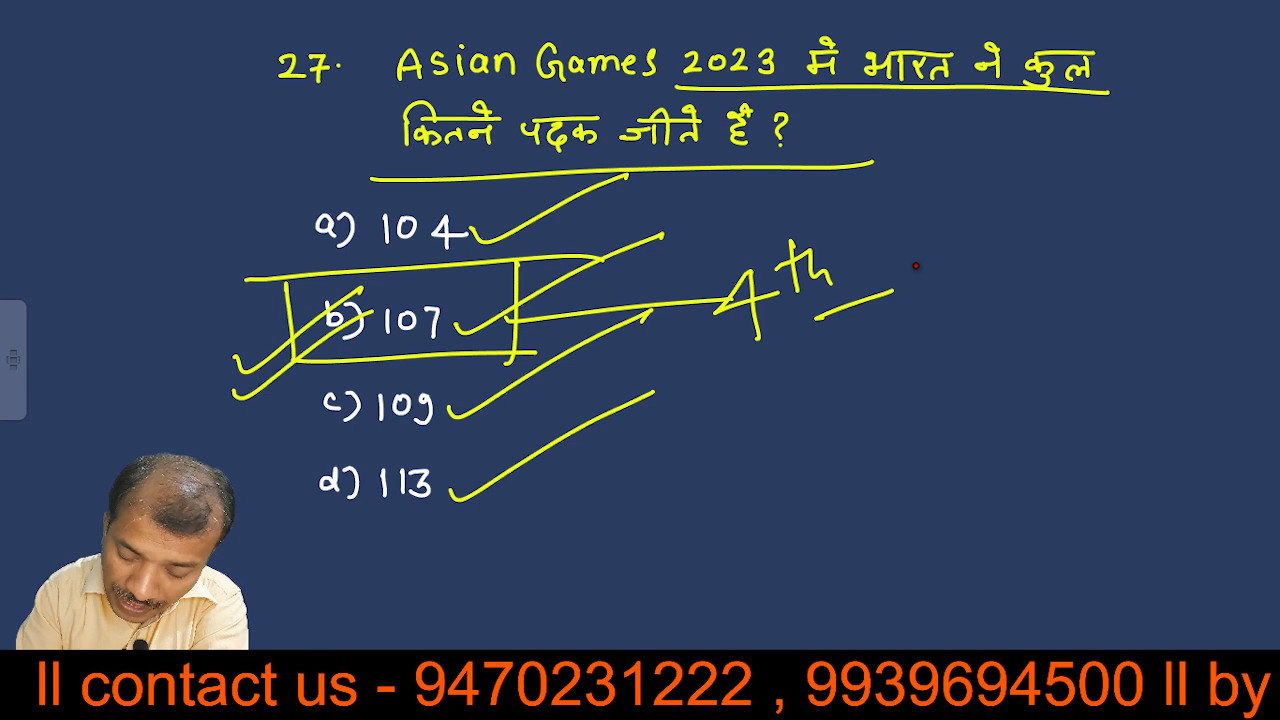 27. Asian Games 2023 में भारत ने कुल
कितने पदक जीते हैं ?
a) 104
b) 107
4th
c) 109
d) 113
ll contact us - 9470231222 , 9939694500 ll by